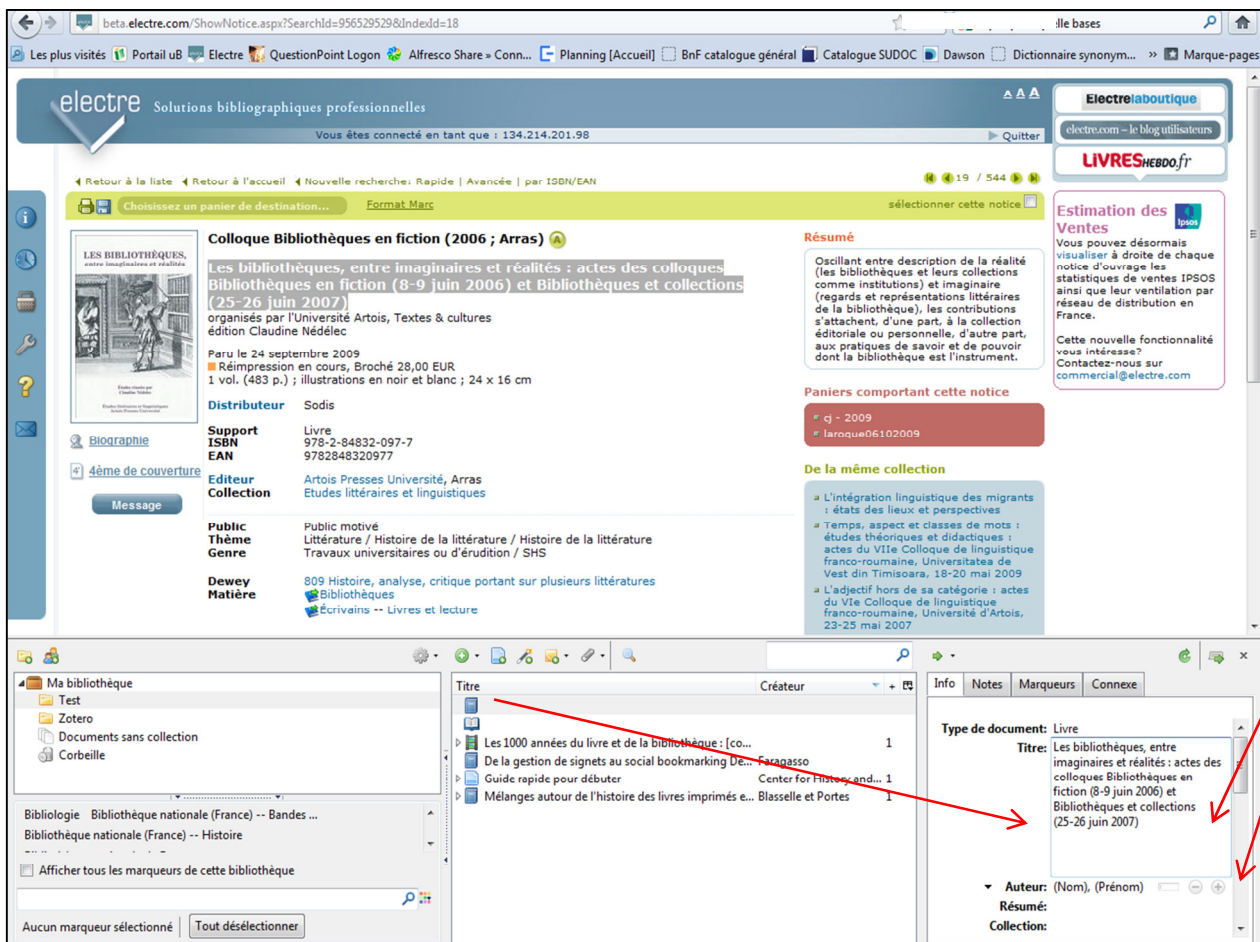 beta.electre.com/ShowNotice.aspx?SearchId=956529529&IndexId=18
elle bases
Les plus visités Portail uB Electre QuestionPoint Logon Alfresco Share » Conn... Planning [Accueil] BnF catalogue général Catalogue SUDOC Dawson Dictionnaire synonym... » Marque-pages
electre Solutions bibliographiques professionnelles
A A A
Vous êtes connecté en tant que : 134.214.201.98
Quitter
Electrelaboutique
electre.com – le blog utilisateurs
LIVRESHEBDO.fr
Retour à la liste Retour à l'accueil Nouvelle recherche: Rapide | Avancée | par ISBN/EAN
19 / 544
Choisissez un panier de destination... Format Marc
sélectionner cette notice
LES BIBLIOTHÈQUES,
entre imaginaires et réalités
Études réunies par
Claudine Nédélec
Études littéraires et linguistiques
Artois Presses Université
Biographie
4ème de couverture
Message
Colloque Bibliothèques en fiction (2006 ; Arras) A
Les bibliothèques, entre imaginaires et réalités : actes des colloques
Bibliothèques en fiction (8-9 juin 2006) et Bibliothèques et collections
(25-26 juin 2007)
organisés par l'Université Artois, Textes & cultures
édition Claudine Nédélec
Paru le 24 septembre 2009
Réimpression en cours, Broché 28,00 EUR
1 vol. (483 p.) ; illustrations en noir et blanc ; 24 x 16 cm
Distributeur Sodis
Support Livre
ISBN 978-2-84832-097-7
EAN 9782848320977
Editeur Artois Presses Université, Arras
Collection Etudes littéraires et linguistiques
Public Public motivé
Thème Littérature / Histoire de la littérature / Histoire de la littérature
Genre Travaux universitaires ou d'érudition / SHS
Dewey 809 Histoire, analyse, critique portant sur plusieurs littératures
Matière Bibliothèques
Écrivains -- Livres et lecture
Résumé
Oscillant entre description de la réalité
(les bibliothèques et leurs collections
comme institutions) et imaginaire
(regards et représentations littéraires
de la bibliothèque), les contributions
s'attachent, d'une part, à la collection
éditoriale ou personnelle, d'autre part,
aux pratiques de savoir et de pouvoir
dont la bibliothèque est l'instrument.
Paniers comportant cette notice
cj - 2009
laroque06102009
De la même collection
L'intégration linguistique des migrants
: états des lieux et perspectives
Temps, aspect et classes de mots :
études théoriques et didactiques :
actes du VIIe Colloque de linguistique
franco-roumaine, Universitatea de
Vest din Timisoara, 18-20 mai 2009
L'adjectif hors de sa catégorie : actes
du VIe Colloque de linguistique
franco-roumaine, Université d'Artois,
23-25 mai 2007
Estimation des
Ventes
Ipsos
Vous pouvez désormais
visualiser à droite de chaque
notice d'ouvrage les
statistiques de ventes IPSOS
ainsi que leur ventilation par
réseau de distribution en
France.
Cette nouvelle fonctionnalité
vous intéresse?
Contactez-nous sur
commercial@electre.com
Ma bibliothèque
Test
Zotero
Documents sans collection
Corbeille
Bibliologie Bibliothèque nationale (France) -- Bandes ...
Bibliothèque nationale (France) -- Histoire
Afficher tous les marqueurs de cette bibliothèque
Aucun marqueur sélectionné Tout désélectionner
Titre Créateur +
Les 1000 années du livre et de la bibliothèque : [co... 1
De la gestion de signets au social bookmarking De... Faragasso
Guide rapide pour débuter Center for History and... 1
Mélanges autour de l'histoire des livres imprimés e... Blasselle et Portes 1
Info Notes Marqueurs Connexe
Type de document: Livre
Titre: Les bibliothèques, entre
imaginaires et réalités : actes des
colloques Bibliothèques en
fiction (8-9 juin 2006) et
Bibliothèques et collections
(25-26 juin 2007)
Auteur: (Nom), (Prénom)
Résumé:
Collection: